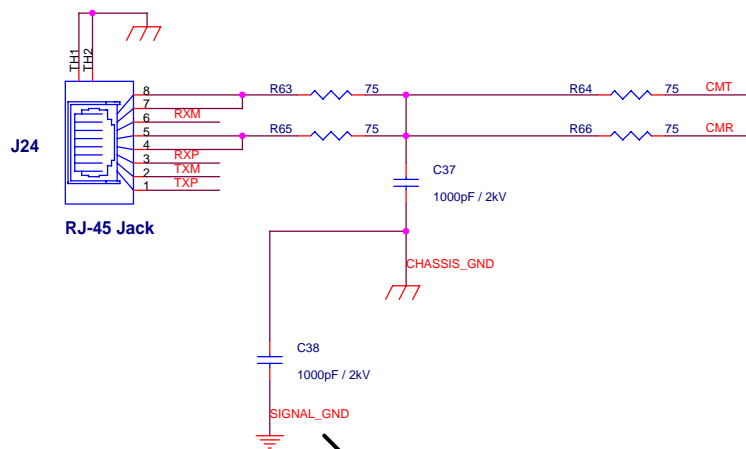 TH1
TH2
8
R63
75
R64
75
CMT
7
6
RXM
5
R65
75
R66
75
CMR
J24
4
3
RXP
2
TXM
1
TXP
C37
1000pF / 2kV
RJ-45 Jack
CHASSIS_GND
C38
1000pF / 2kV
SIGNAL_GND